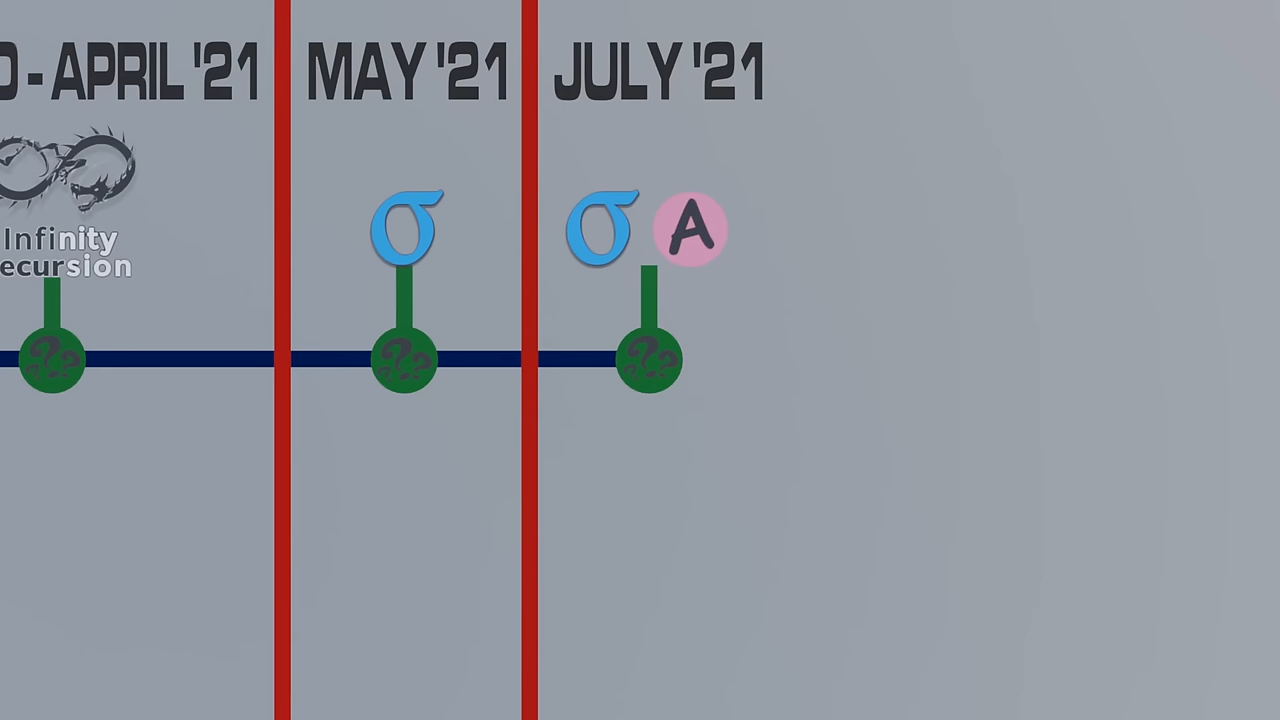 - APRIL '21
MAY '21
JULY '21
σ
σ A
Infinity
ecursion
??
???
???